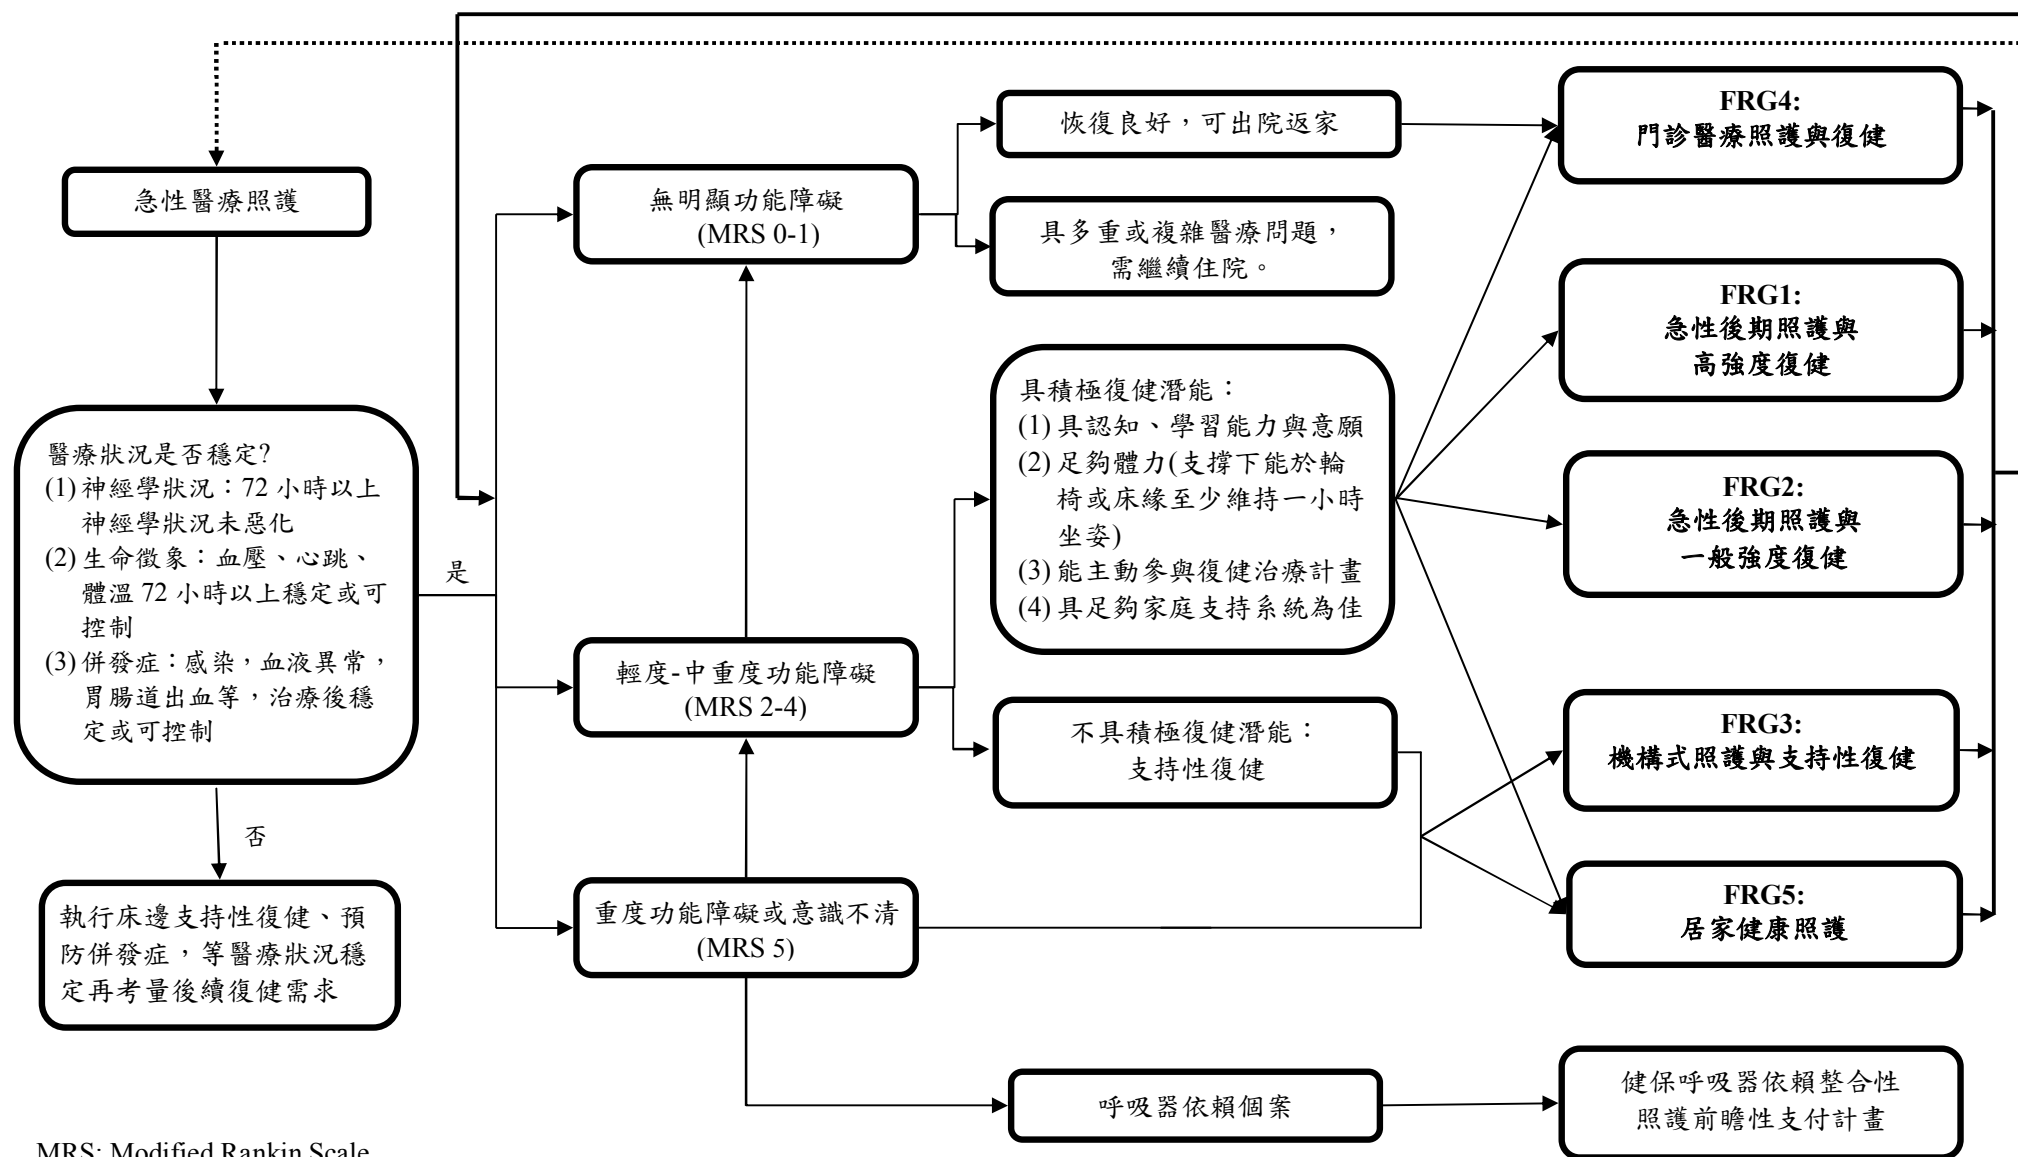 急性醫療照護
醫療狀況是否穩定?
(1) 神經學狀況：72 小時以上
神經學狀況未惡化
(2) 生命徵象：血壓、心跳、
體溫 72 小時以上穩定或可
控制
(3) 併發症：感染，血液異常，
胃腸道出血等，治療後穩
定或可控制
是
否
執行床邊支持性復健、預
防併發症，等醫療狀況穩
定再考量後續復健需求
無明顯功能障礙
(MRS 0-1)
輕度-中重度功能障礙
(MRS 2-4)
重度功能障礙或意識不清
(MRS 5)
恢復良好，可出院返家
具多重或複雜醫療問題，
需繼續住院。
具積極復健潛能：
(1) 具認知、學習能力與意願
(2) 足夠體力(支撐下能於輪
椅或床緣至少維持一小時
坐姿)
(3) 能主動參與復健治療計畫
(4) 具足夠家庭支持系統為佳
不具積極復健潛能：
支持性復健
呼吸器依賴個案
FRG4:
門診醫療照護與復健
FRG1:
急性後期照護與
高強度復健
FRG2:
急性後期照護與
一般強度復健
FRG3:
機構式照護與支持性復健
FRG5:
居家健康照護
健保呼吸器依賴整合性
照護前瞻性支付計畫
MRS: Modified Rankin Scale